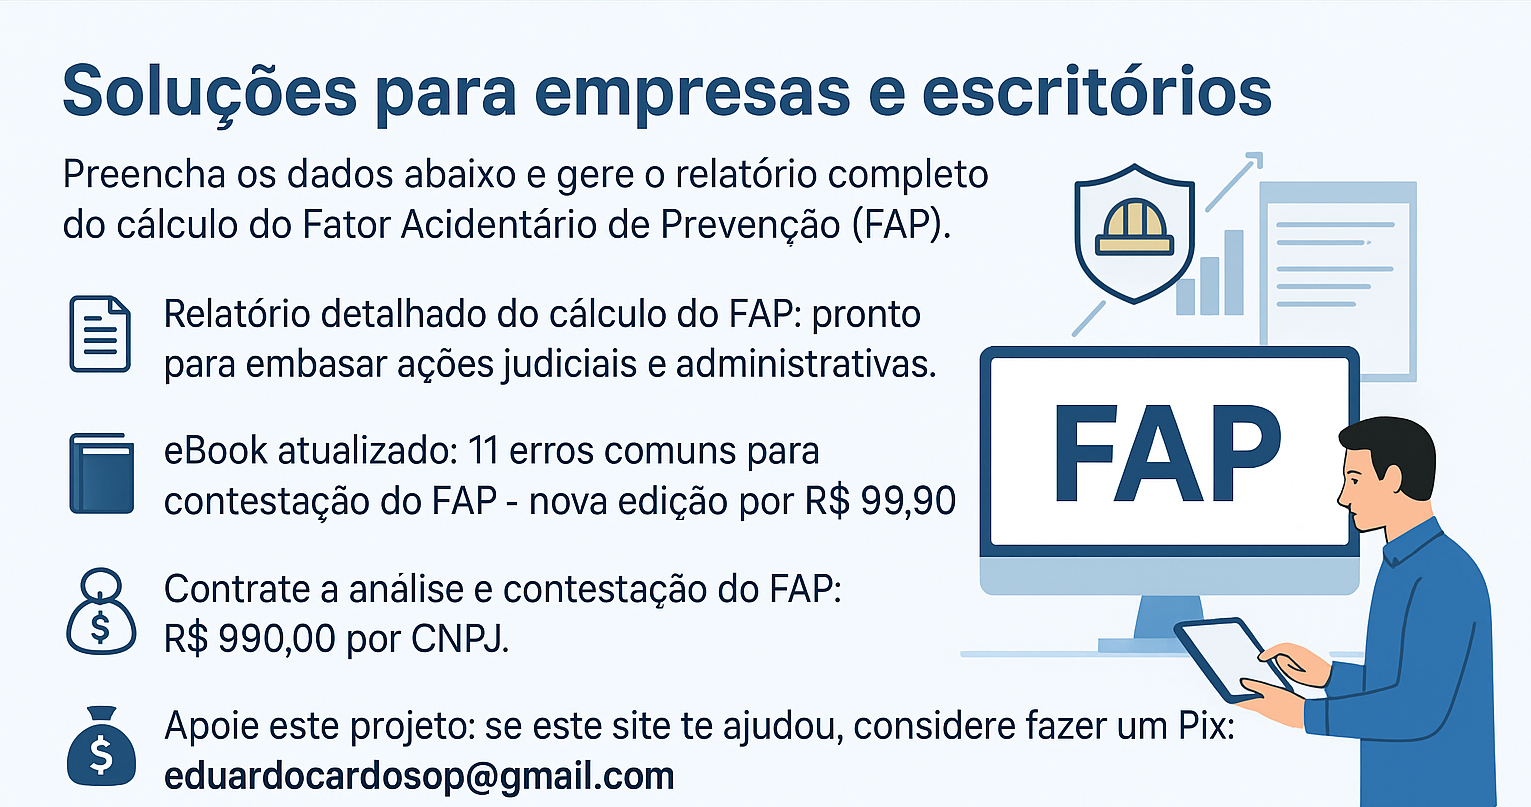 Soluções para empresas e escritórios
Preencha os dados abaixo e gere o relatório completo
do cálculo do Fator Acidentário de Prevenção (FAP).
Relatório detalhado do cálculo do FAP: pronto
para embasar ações judiciais e administrativas.
eBook atualizado: 11 erros comuns para
contestação do FAP - nova edição por R$ 99,90
Contrate a análise e contestação do FAP:
R$ 990,00 por CNPJ.
Apoie este projeto: se este site te ajudou, considere fazer um Pix:
eduardocardosop@gmail.com
FAP
$
$